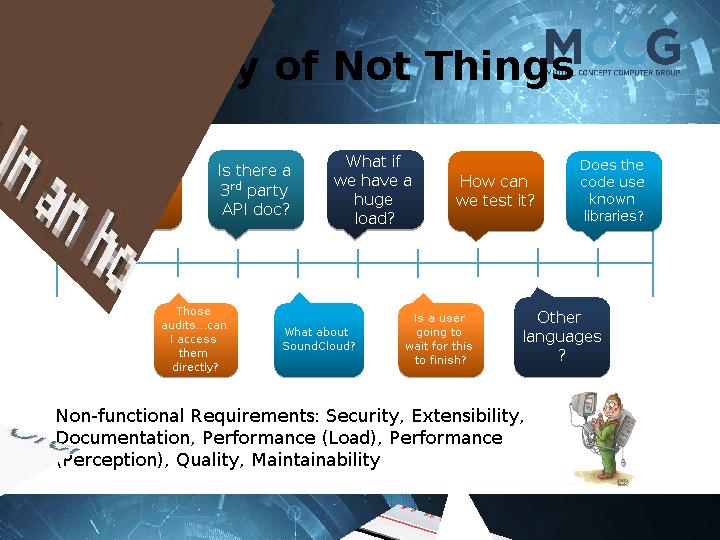 of Not Things
MCCG
CONCEPT COMPUTER GROUP
In an
Is there a
3rd party
API doc?
What if
we have a
huge
load?
How can
we test it?
Does the
code use
known
libraries?
Those
audits...can
I access
them
directly?
What about
SoundCloud?
Is a user
going to
wait for this
to finish?
Other
languages
?
Non-functional Requirements: Security, Extensibility,
Documentation, Performance (Load), Performance
(Perception), Quality, Maintainability